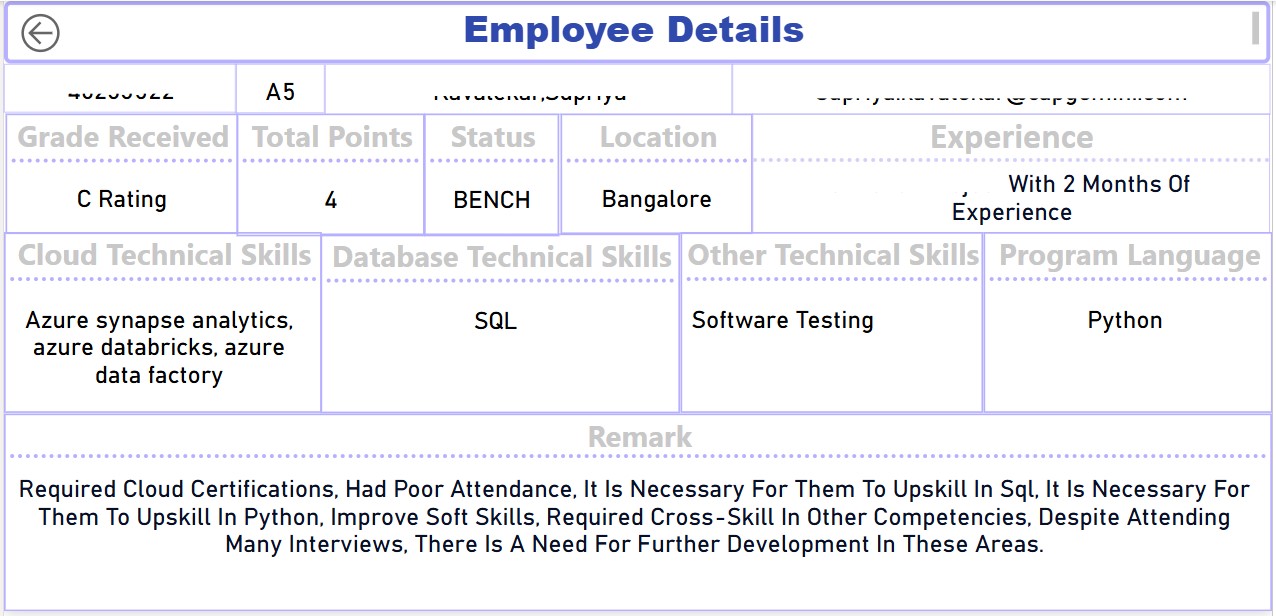 Employee Details
A5
Grade Received
Total Points
Status
Location
Experience
C Rating
4
BENCH
Bangalore
With 2 Months Of
Experience
Cloud Technical Skills
Database Technical Skills
Other Technical Skills
Program Language
Azure synapse analytics,
azure databricks, azure
data factory
SQL
Software Testing
Python
Remark
Required Cloud Certifications, Had Poor Attendance, It Is Necessary For Them To Upskill In Sql, It Is Necessary For
Them To Upskill In Python, Improve Soft Skills, Required Cross-Skill In Other Competencies, Despite Attending
Many Interviews, There Is A Need For Further Development In These Areas.